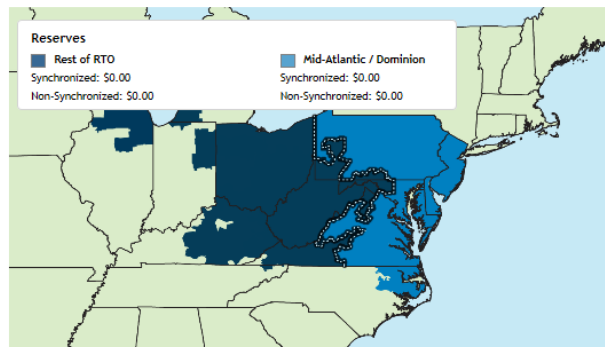 Reserves
Rest of RTO
Synchronized: $0.00
Non-Synchronized: $0.00
Mid-Atlantic / Dominion
Synchronized: $0.00
Non-Synchronized: $0.00